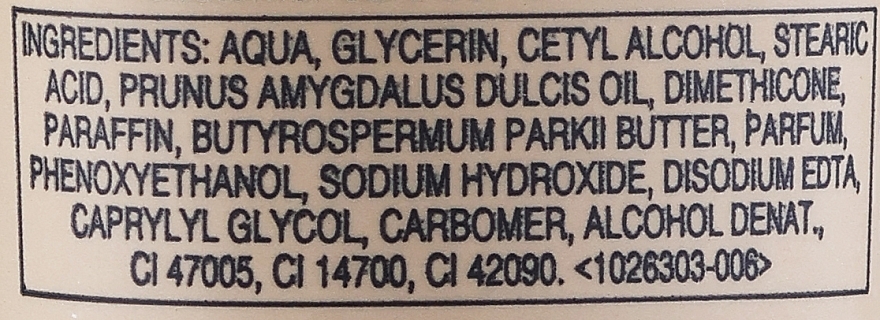 INGREDIENTS: AQUA, GLYCERIN, CETYL ALCOHOL, STEARIC
ACID, PRUNUS AMYGDALUS DULCIS OIL, DIMETHICONE,
PARAFFIN, BUTYROSPERMUM PARKII BUTTER, PARFUM,
PHENOXYETHANOL, SODIUM HYDROXIDE, DISODIUM EDTA,
CAPRYLYL GLYCOL, CARBOMER, ALCOHOL DENAT.,
CI 47005, CI 14700, CI 42090. <1026303-006>